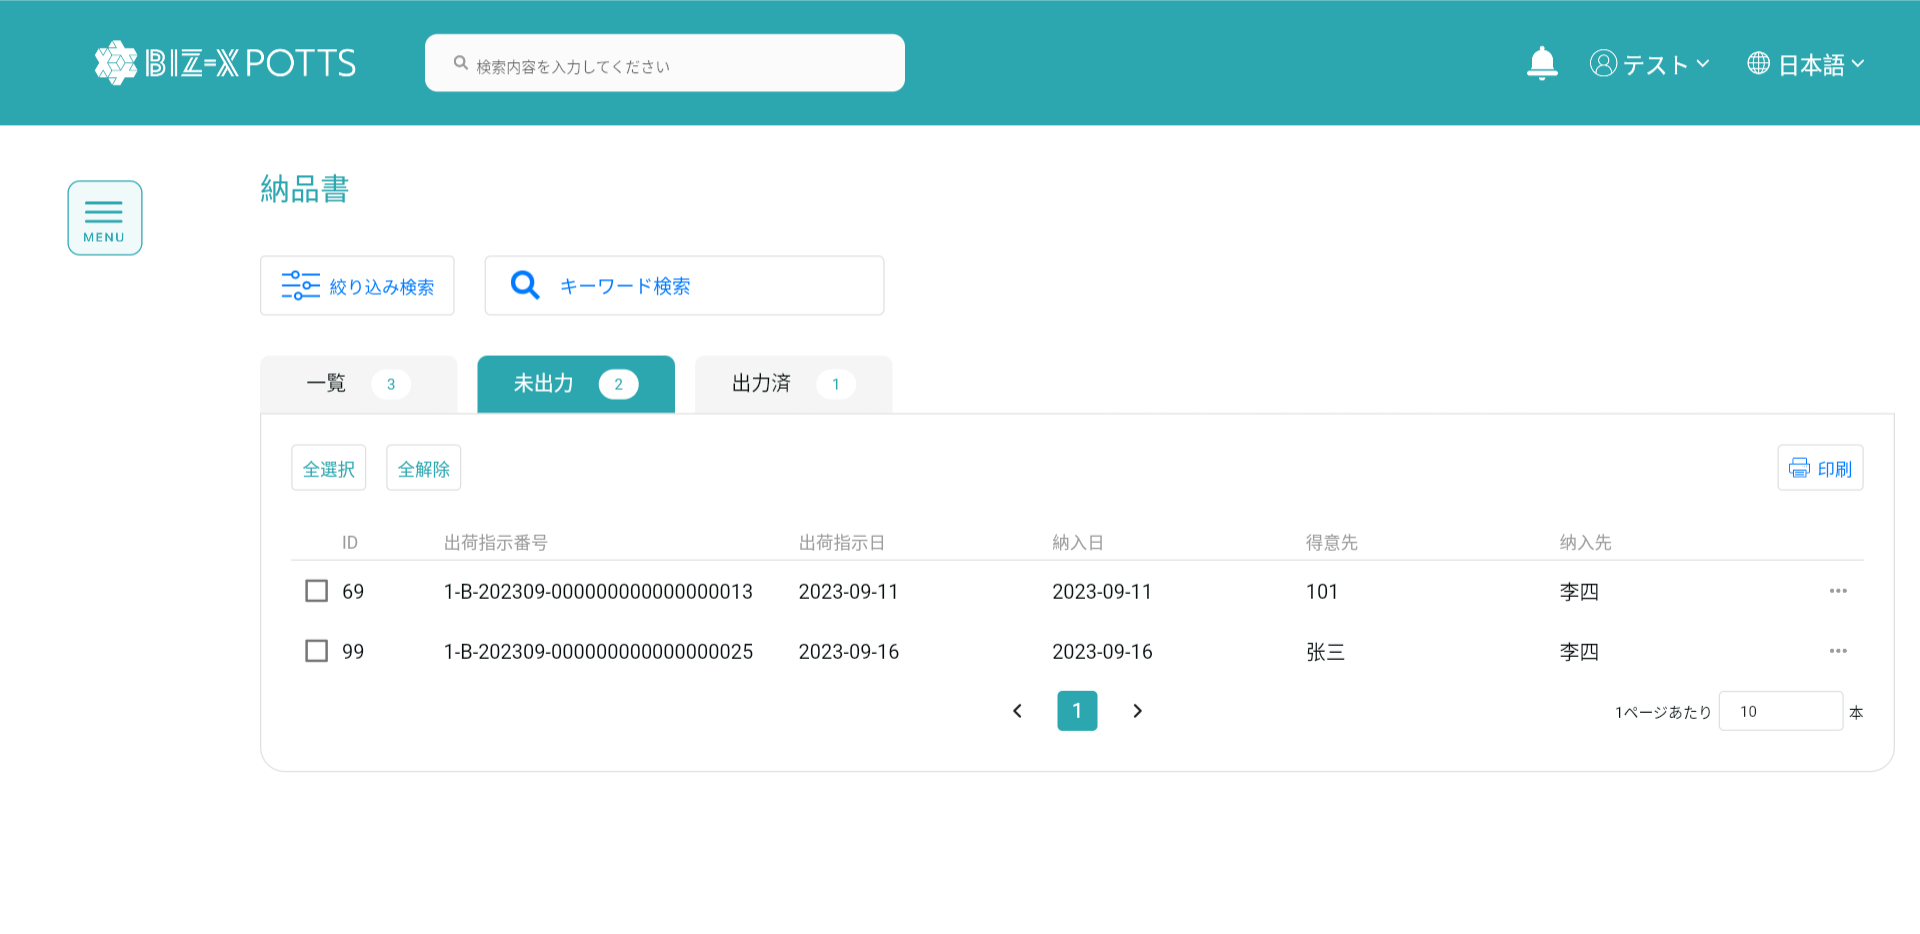 BIZ=X POTTS 検索内容を入力してください テスト 日本語
MENU
納品書
絞り込み検索 キーワード検索
一覧 3 未出力 2 出力済 1
全選択 全解除 印刷
ID 出荷指示番号 出荷指示日 納入日 得意先 纳入先
69 1-B-202309-000000000000000013 2023-09-11 2023-09-11 101 李四
99 1-B-202309-000000000000000025 2023-09-16 2023-09-16 张三 李四
1 1ページあたり 10 本